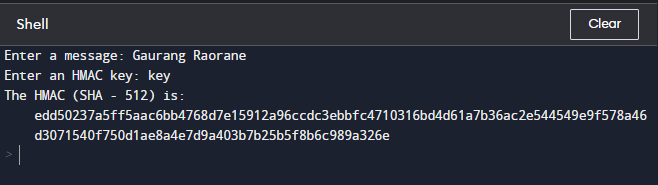 Shell
Clear
Enter a message: Gaurang Raorane
Enter an HMAC key: key
The HMAC (SHA - 512) is:
edd50237a5ff5aac6bb4768d7e15912a96ccdc3ebbfc4710316bd4d61a7b36ac2e544549e9f578a46
d3071540f750d1ae8a4e7d9a403b7b25b5f8b6c989a326e
>